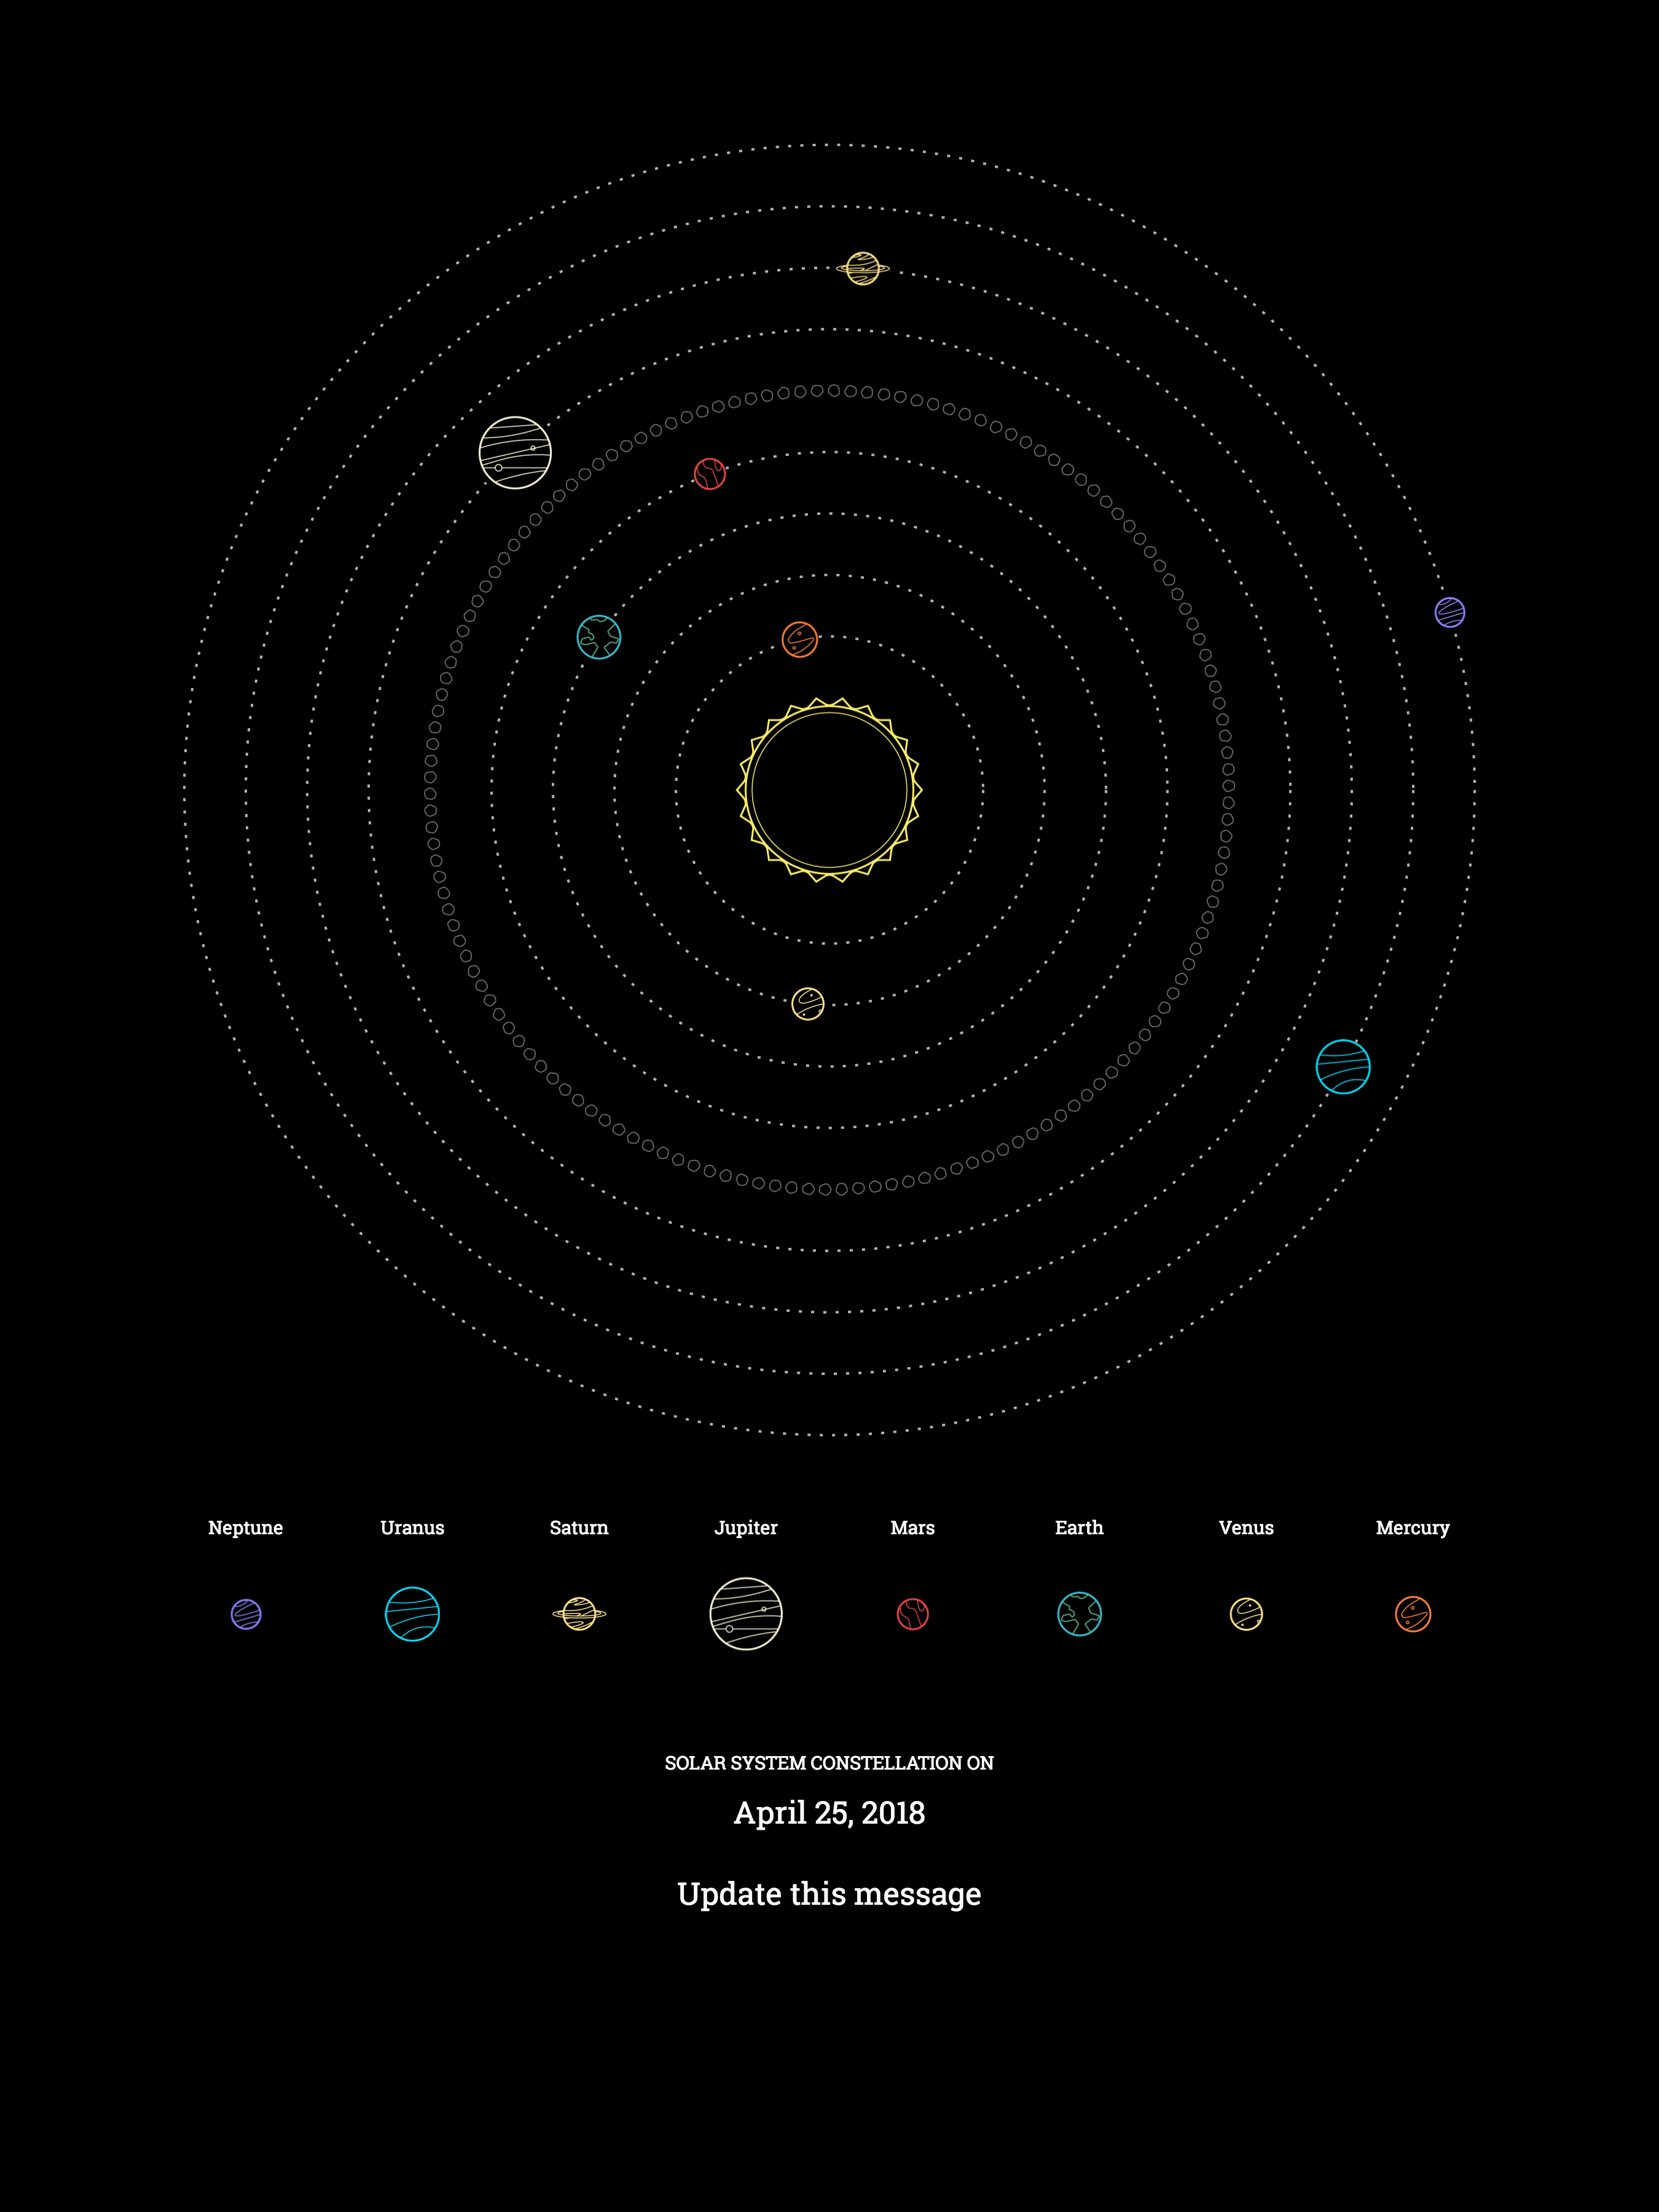 Neptune Uranus Saturn Jupiter Mars Earth Venus Mercury
SOLAR SYSTEM CONSTELLATION ON
April 25, 2018
Update this message